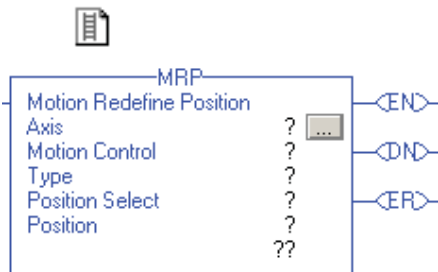 MRP
Motion Redefine Position
Axis ? ...
Motion Control ?
Type ?
Position Select ?
Position ?
??
EN
DN
ER